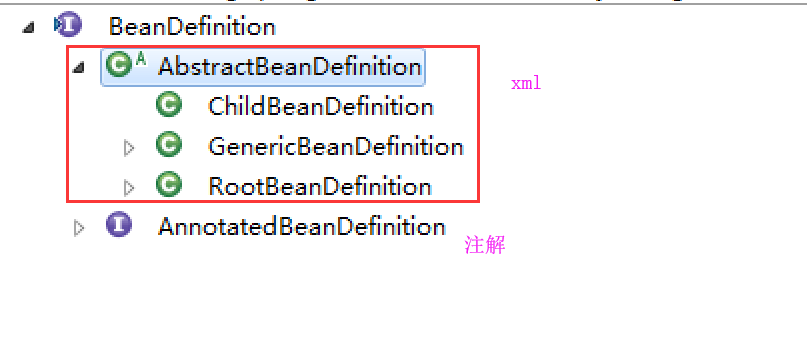 BeanDefinition
AbstractBeanDefinition
xml
ChildBeanDefinition
GenericBeanDefinition
RootBeanDefinition
AnnotatedBeanDefinition
注解